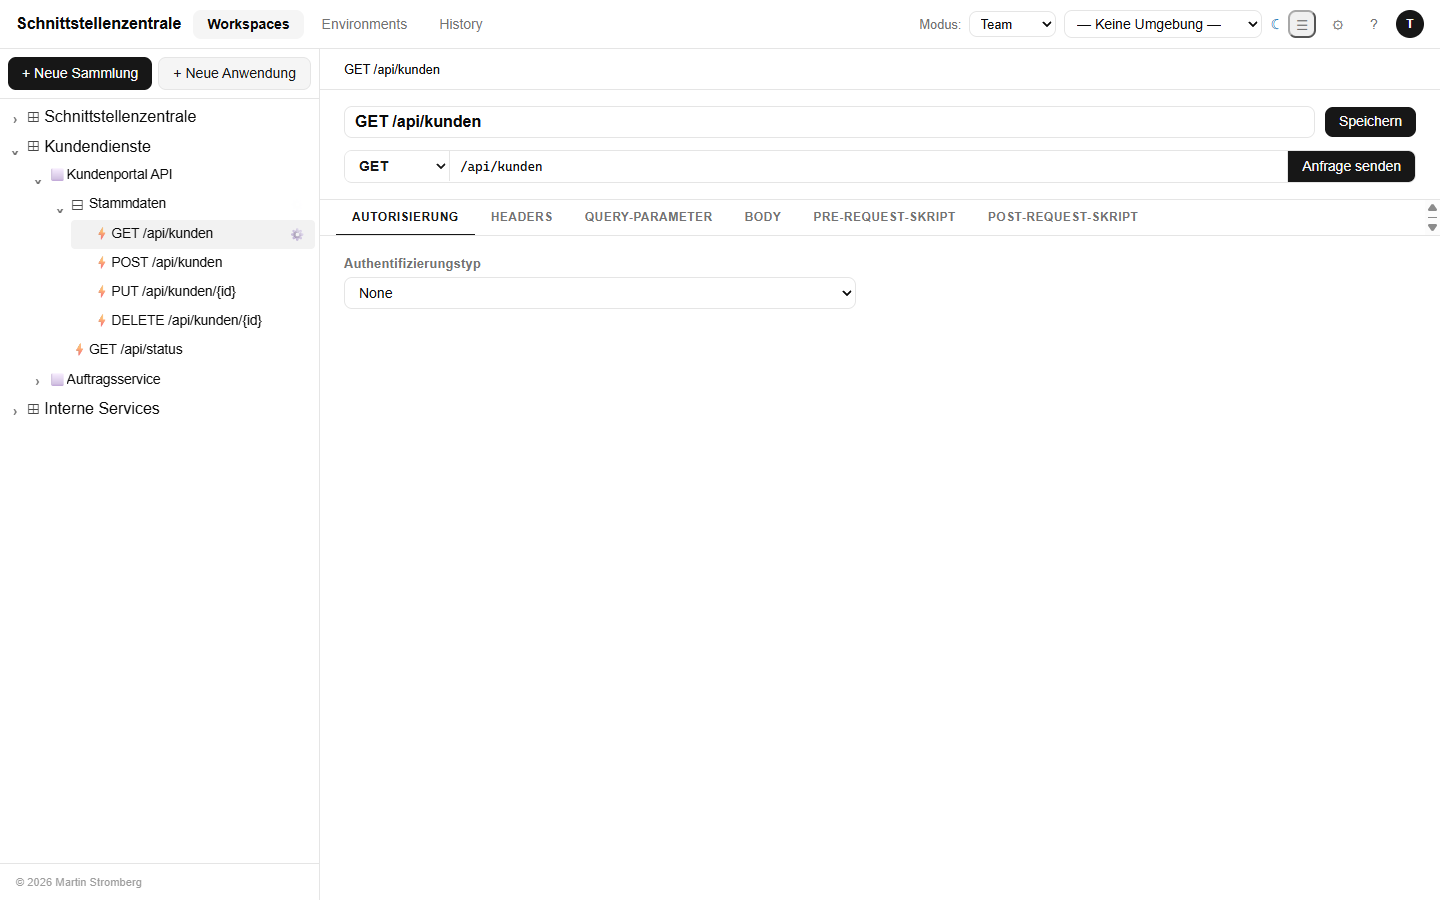 Schnittstellenzentrale Workspaces Environments History Modus: Team — Keine Umgebung — ? T
+ Neue Sammlung + Neue Anwendung
Schnittstellenzentrale
Kundendienste
Kundenportal API
Stammdaten
GET /api/kunden
POST /api/kunden
PUT /api/kunden/{id}
DELETE /api/kunden/{id}
GET /api/status
Auftragsservice
Interne Services
© 2026 Martin Stromberg
GET /api/kunden
GET /api/kunden Speichern
GET /api/kunden Anfrage senden
AUTORISIERUNG HEADERS QUERY-PARAMETER BODY PRE-REQUEST-SKRIPT POST-REQUEST-SKRIPT
Authentifizierungstyp
None